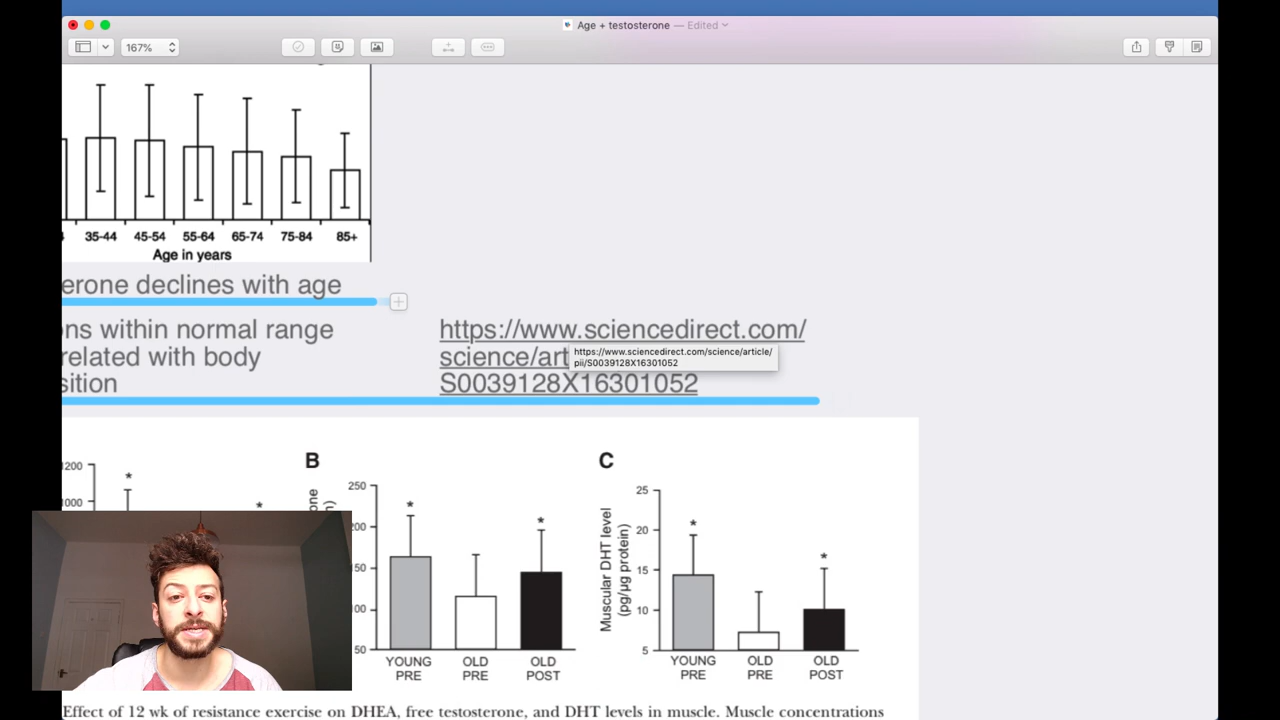 Age + testosterone — Edited
167%
35-44 45-54 55-64 65-74 75-84 85+
Age in years
erone declines with age
ons within normal range
related with body
sition
https://www.sciencedirect.com/
science/art
S0039128X16301052
https://www.sciencedirect.com/science/article/
pii/S0039128X16301052
1200
1000
*
*
B
250
200
150
100
50
*
*
YOUNG PRE
OLD PRE
OLD POST
C
Muscular DHT level
(pg/µg protein)
25
20
15
10
5
*
*
YOUNG PRE
OLD PRE
OLD POST
Effect of 12 wk of resistance exercise on DHEA, free testosterone, and DHT levels in muscle. Muscle concentrations